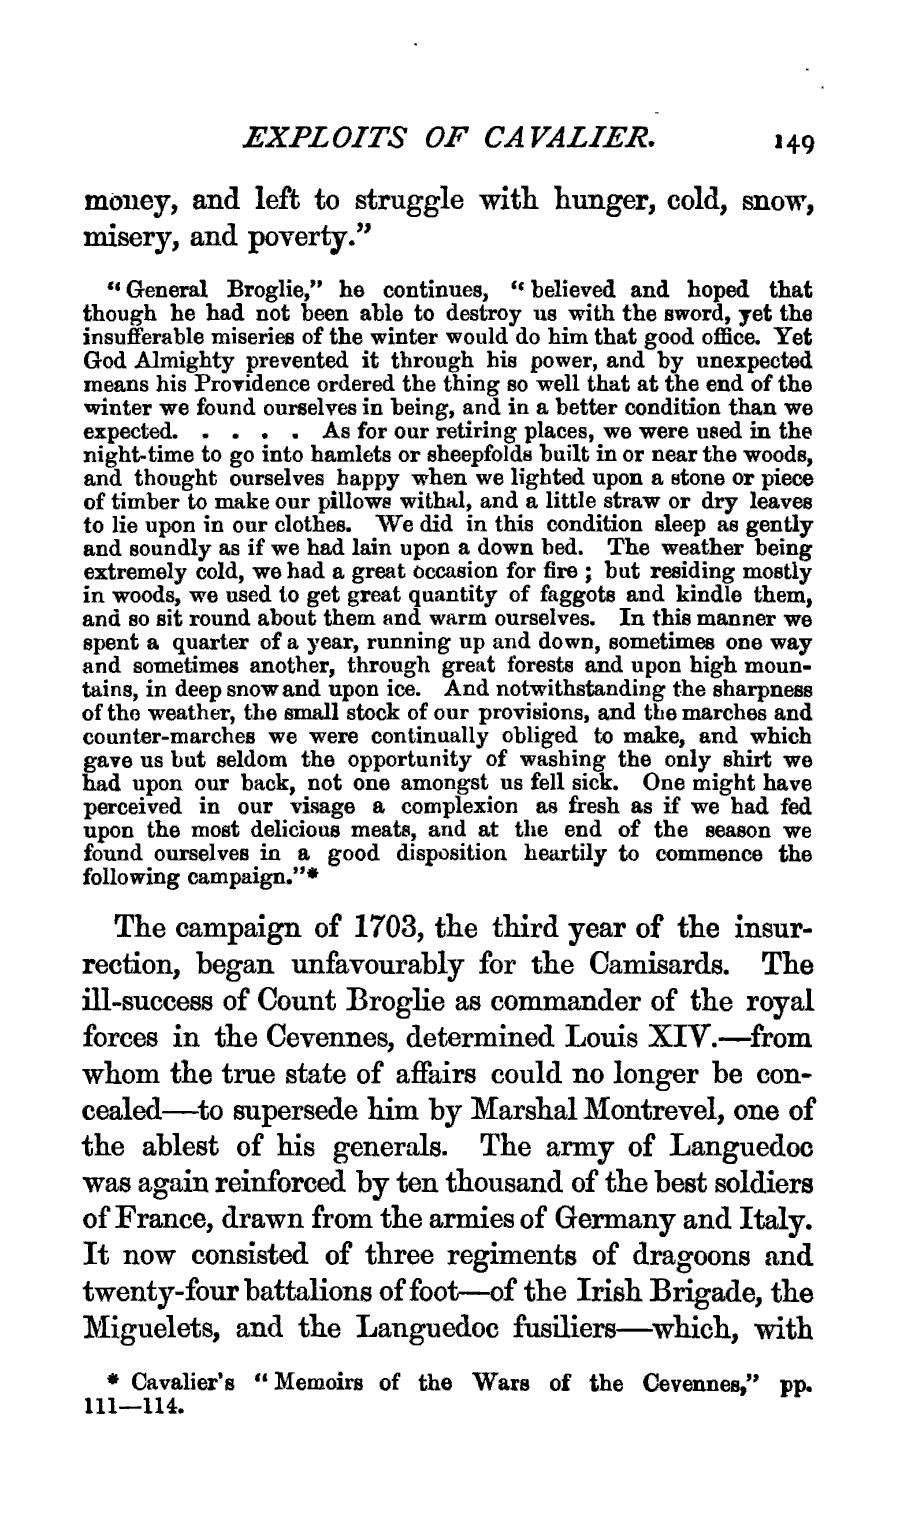 EXPLOITS OF CAVALIER. 149
money, and left to struggle with hunger, cold, snow,
misery, and poverty.”
“General Broglie,” he continues, “believed and hoped that
though he had not been able to destroy us with the sword, yet the
insufferable miseries of the winter would do him that good office. Yet
God Almighty prevented it through his power, and by unexpected
means his Providence ordered the thing so well that at the end of the
winter we found ourselves in being, and in a better condition than we
expected. . . . . As for our retiring places, we were used in the
night-time to go into hamlets or sheepfolds built in or near the woods,
and thought ourselves happy when we lighted upon a stone or piece
of timber to make our pillows withal, and a little straw or dry leaves
to lie upon in our clothes. We did in this condition sleep as gently
and soundly as if we had lain upon a down bed. The weather being
extremely cold, we had a great occasion for fire ; but residing mostly
in woods, we used to get great quantity of faggots and kindle them,
and so sit round about them and warm ourselves. In this manner we
spent a quarter of a year, running up and down, sometimes one way
and sometimes another, through great forests and upon high moun-
tains, in deep snow and upon ice. And notwithstanding the sharpness
of the weather, the small stock of our provisions, and the marches and
counter-marches we were continually obliged to make, and which
gave us but seldom the opportunity of washing the only shirt we
had upon our back, not one amongst us fell sick. One might have
perceived in our visage a complexion as fresh as if we had fed
upon the most delicious meats, and at the end of the season we
found ourselves in a good disposition heartily to commence the
following campaign.”*
The campaign of 1703, the third year of the insur-
rection, began unfavourably for the Camisards. The
ill-success of Count Broglie as commander of the royal
forces in the Cevennes, determined Louis XIV.—from
whom the true state of affairs could no longer be con-
cealed—to supersede him by Marshal Montrevel, one of
the ablest of his generals. The army of Languedoc
was again reinforced by ten thousand of the best soldiers
of France, drawn from the armies of Germany and Italy.
It now consisted of three regiments of dragoons and
twenty-four battalions of foot—of the Irish Brigade, the
Miguelets, and the Languedoc fusiliers—which, with
* Cavalier’s “Memoirs of the Wars of the Cevennes,” pp.
111—114.